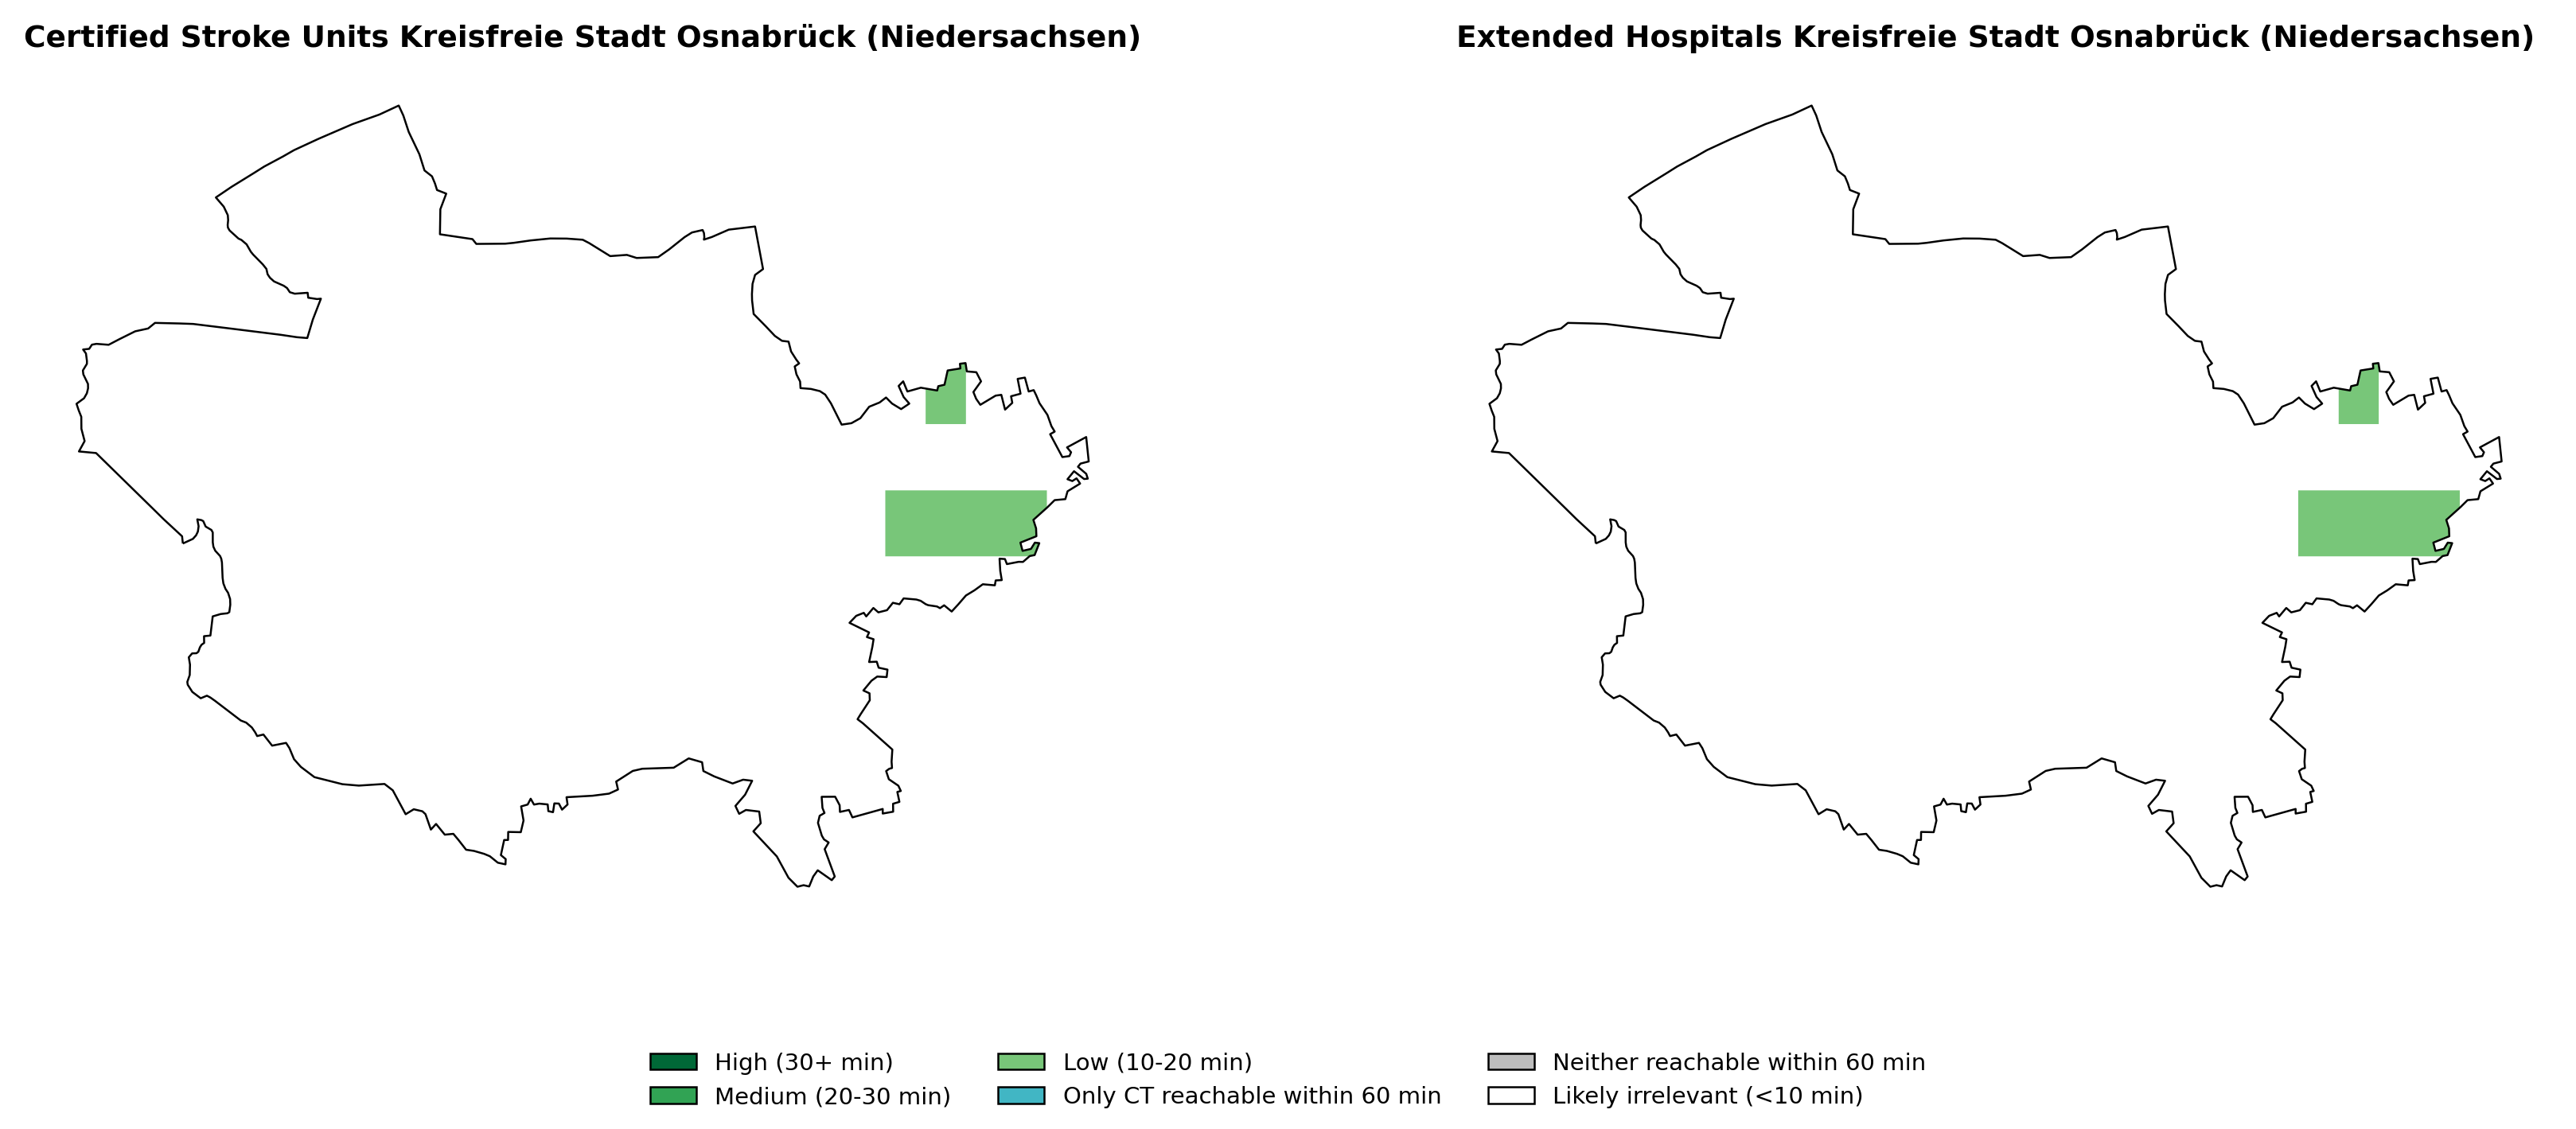 Certified Stroke Units Kreisfreie Stadt Osnabrück (Niedersachsen)
Extended Hospitals Kreisfreie Stadt Osnabrück (Niedersachsen)
High (30+ min)
Medium (20-30 min)
Low (10-20 min)
Only CT reachable within 60 min
Neither reachable within 60 min
Likely irrelevant (<10 min)